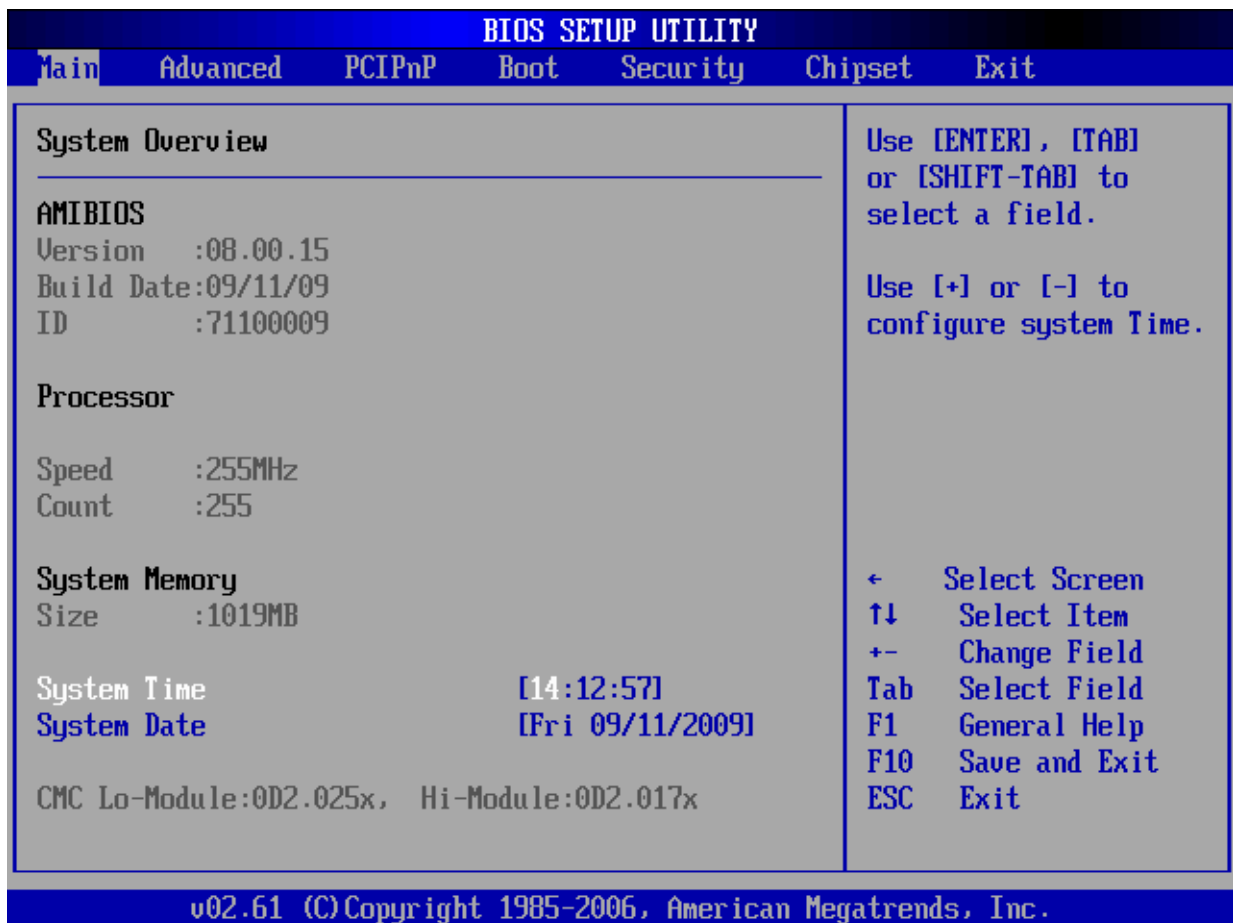 BIOS SETUP UTILITY
Main Advanced PCIPnP Boot Security Chipset Exit
System Overview
AMIBIOS
Version :08.00.15
Build Date:09/11/09
ID :71100009
Processor
Speed :255MHz
Count :255
System Memory
Size :1019MB
System Time [14:12:57]
System Date [Fri 09/11/2009]
CMC Lo-Module:0D2.025x, Hi-Module:0D2.017x
Use [ENTER], [TAB]
or [SHIFT-TAB] to
select a field.
Use [+] or [-] to
configure system Time.
← Select Screen
↑↓ Select Item
+- Change Field
Tab Select Field
F1 General Help
F10 Save and Exit
ESC Exit
v02.61 (C)Copyright 1985-2006, American Megatrends, Inc.